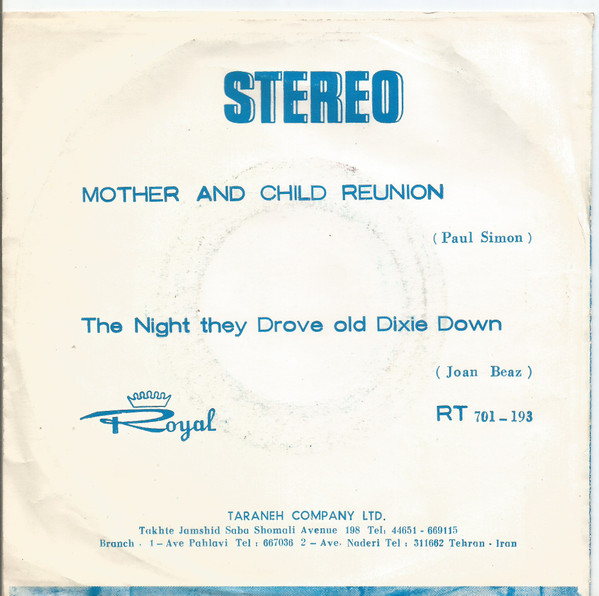 STEREO
MOTHER AND CHILD REUNION
( Paul Simon )
The Night they Drove old Dixie Down
( Joan Beaz )
Royal
RT 701-193
TARANEH COMPANY LTD.
Takhte Jamshid Saba Shomali Avenue 198 Tel: 44651 - 669115
Branch . 1 - Ave Pahlavi Tel : 667036 2 - Ave. Naderi Tel : 311662 Tehran - Iran